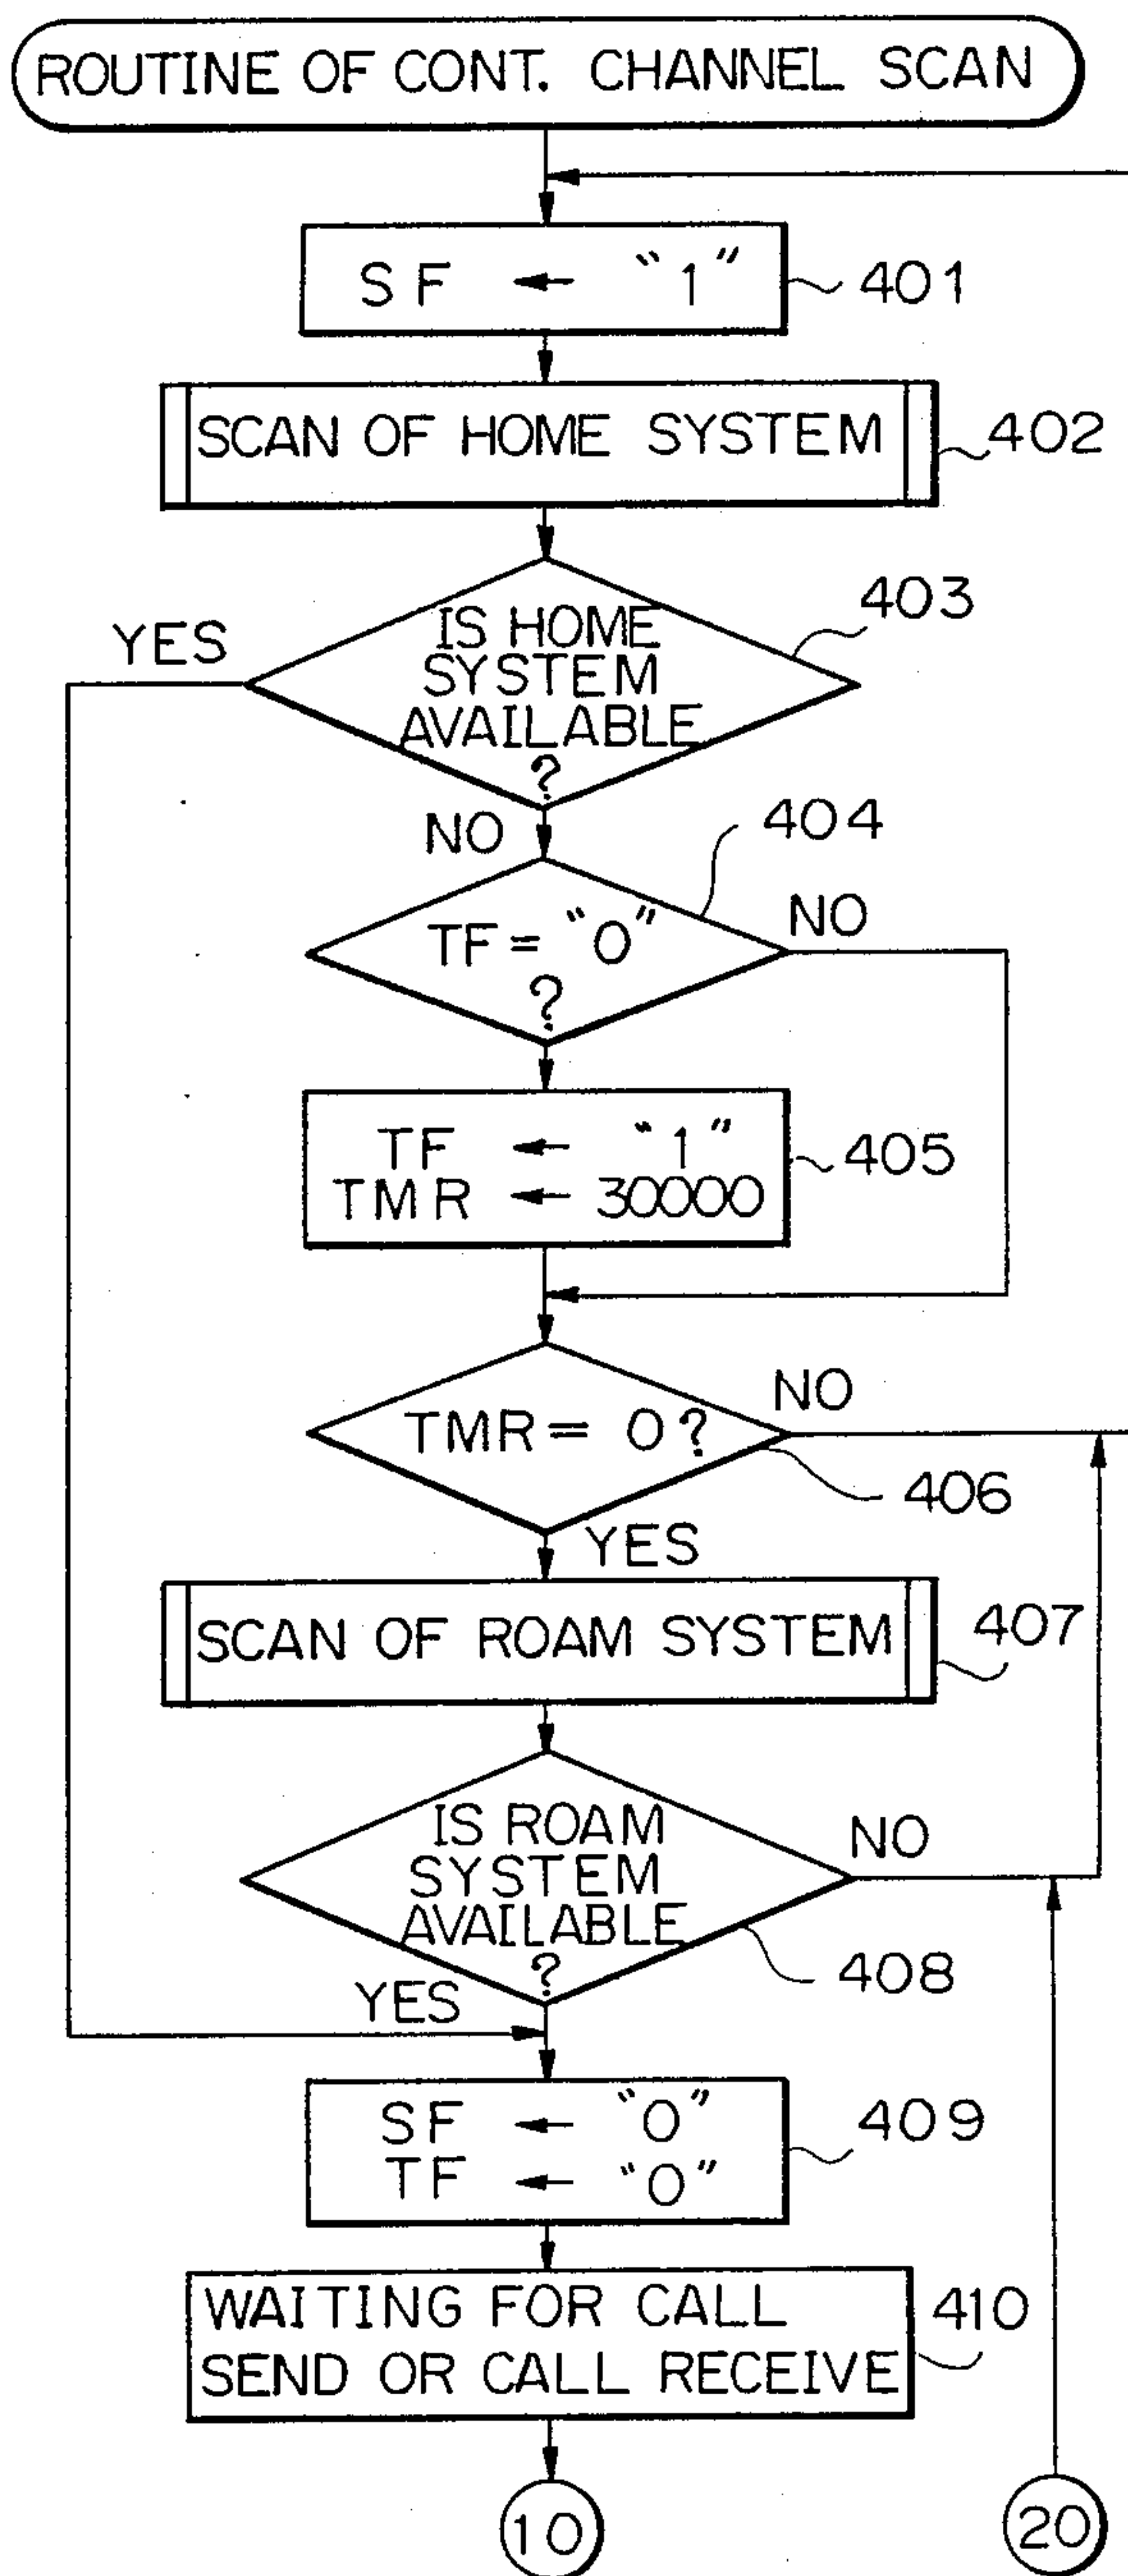 ROUTINE OF CONT. CHANNEL SCAN
SF ← "1"
401
SCAN OF HOME SYSTEM
402
403
YES
IS HOME
SYSTEM
AVAILABLE
?
NO
404
TF = "0"
?
NO
TF ← "1"
TMR ← 30000
405
TMR = 0?
NO
406
YES
SCAN OF ROAM SYSTEM
407
IS ROAM
SYSTEM
AVAILABLE
?
NO
408
YES
SF ← "0"
TF ← "0"
409
WAITING FOR CALL
SEND OR CALL RECEIVE
410
10
20